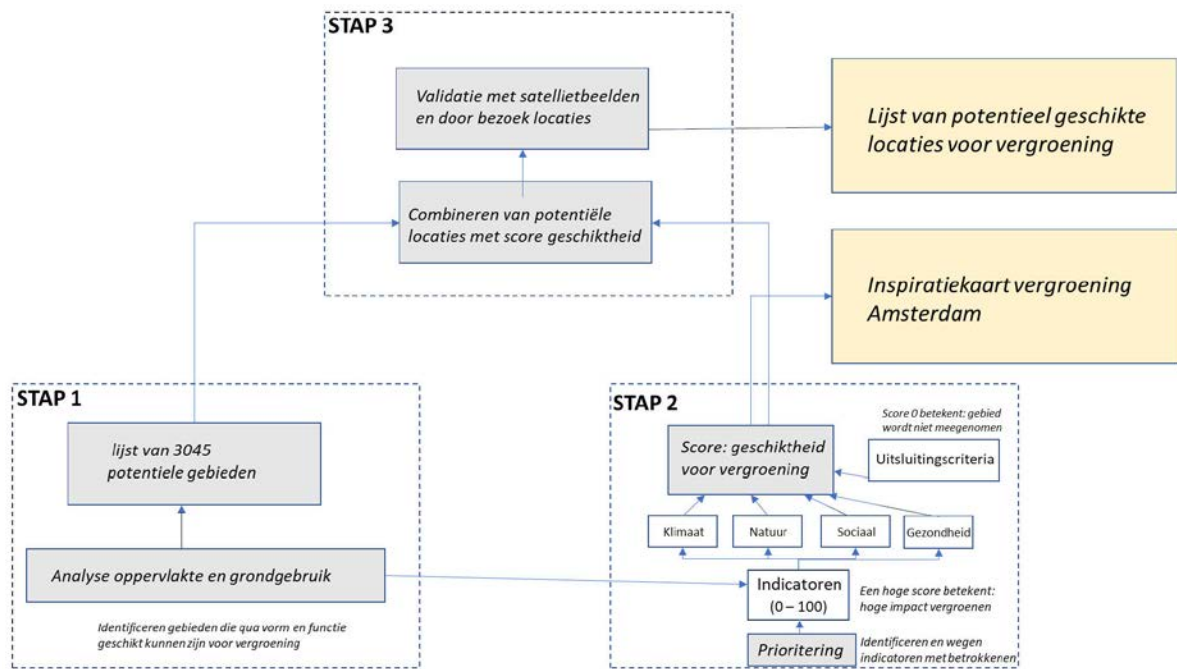 STAP 3
Validatie met satellietbeelden
en door bezoek locaties
Combineren van potentiële
locaties met score geschiktheid
Lijst van potentieel geschikte
locaties voor vergroening
Inspiratiekaart vergroening
Amsterdam
STAP 1
lijst van 3045
potentiele gebieden
Analyse oppervlakte en grondgebruik
Identificeren gebieden die qua vorm en functie
geschikt kunnen zijn voor vergroening
STAP 2
Score 0 betekent: gebied
wordt niet meegenomen
Score: geschiktheid
voor vergroening
Uitsluitingscriteria
Klimaat
Natuur
Sociaal
Gezondheid
Indicatoren
(0 – 100)
Een hoge score betekent:
hoge impact vergroenen
Prioritering
Identificeren en wegen
indicatoren met betrokkenen